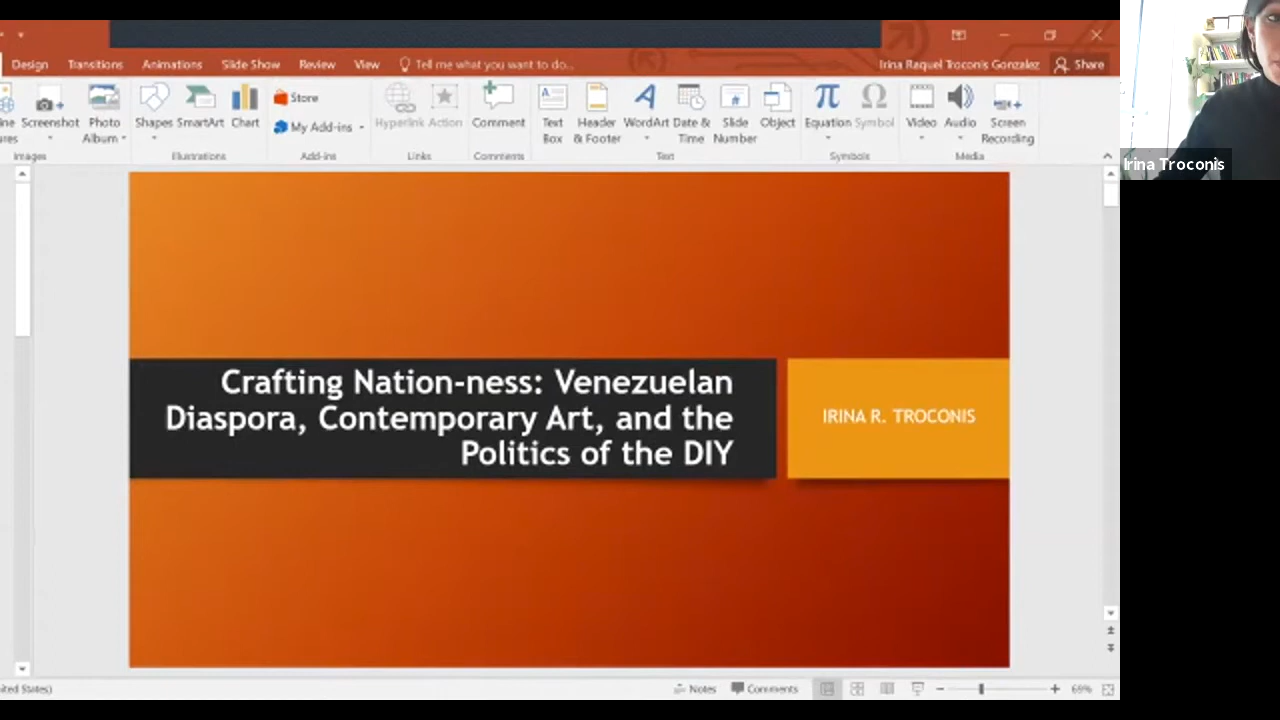 Design Transitions Animations Slide Show Review View Tell me what you want to do... Irina Raquel Troconis Gonzalez Share
Screenshot
Photo
Album
Shapes
SmartArt
Chart
Store
My Add-ins
Hyperlink
Action
Comment
Text
Box
Header
& Footer
WordArt
Date &
Time
Slide
Number
Object
Equation
Symbol
Video
Audio
Screen
Recording
Images
Illustrations
Add-ins
Links
Comments
Text
Symbols
Media
Irina Troconis
Crafting Nation-ness: Venezuelan
Diaspora, Contemporary Art, and the
Politics of the DIY
IRINA R. TROCONIS
Notes
Comments